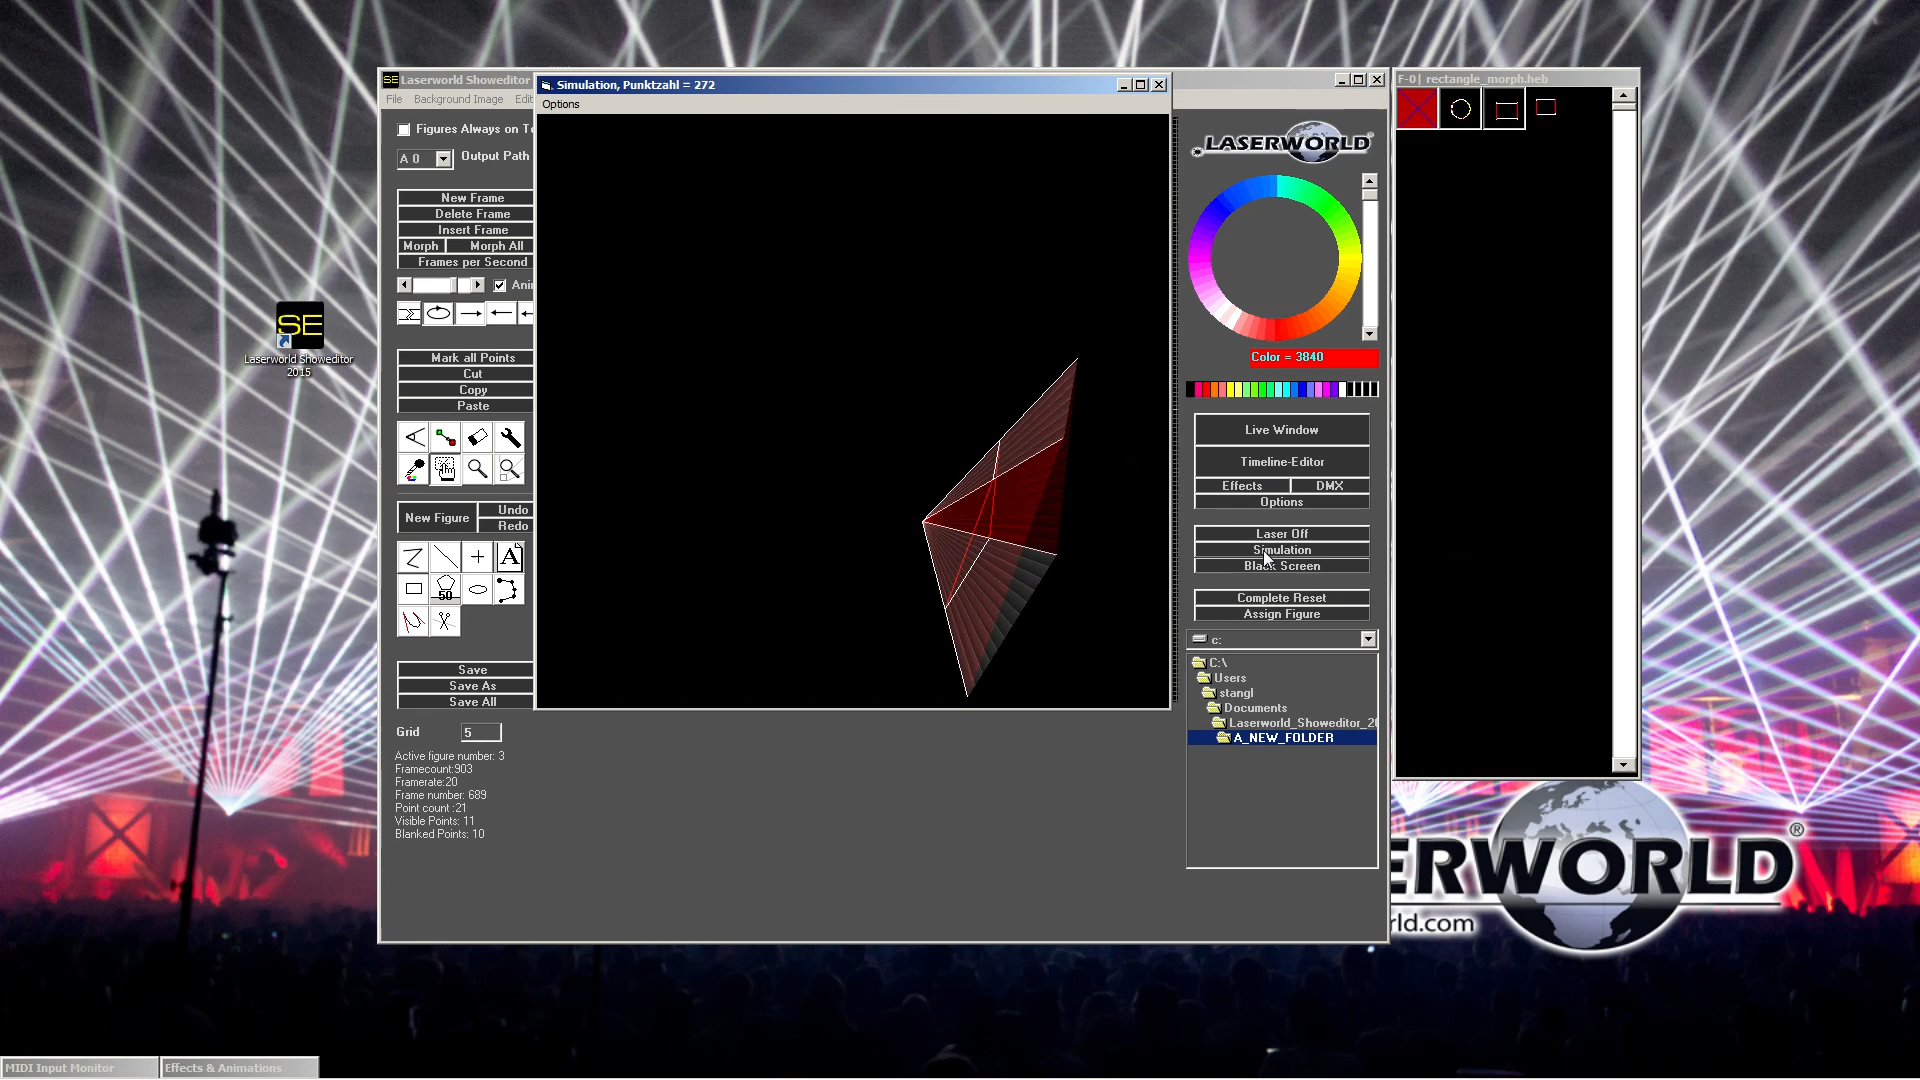 Laserworld Showeditor
File Background Image Edi
Figures Always on T
A 0
Output Path
New Frame
Delete Frame
Insert Frame
Morph Morph All
Frames per Second
Ani
Mark all Points
Cut
Copy
Paste
New Figure
Undo
Redo
A
50
Save
Save As
Save All
Grid 5
Active figure number: 3
Framecount:903
Framerate:20
Frame number: 689
Point count :21
Visible Points: 11
Blanked Points: 10
Simulation, Punktzahl = 272
Options
LASERWORLD
Color = 3840
Live Window
Timeline-Editor
Effects DMX
Options
Laser Off
Simulation
Black Screen
Complete Reset
Assign Figure
c:
C:\
Users
stangl
Documents
Laserworld_Showeditor_20
A_NEW_FOLDER
F-0| rectangle_morph.heb
SE
Laserworld Showeditor
2015
ERWORLD®
rld.com
MIDI Input Monitor
Effects & Animations